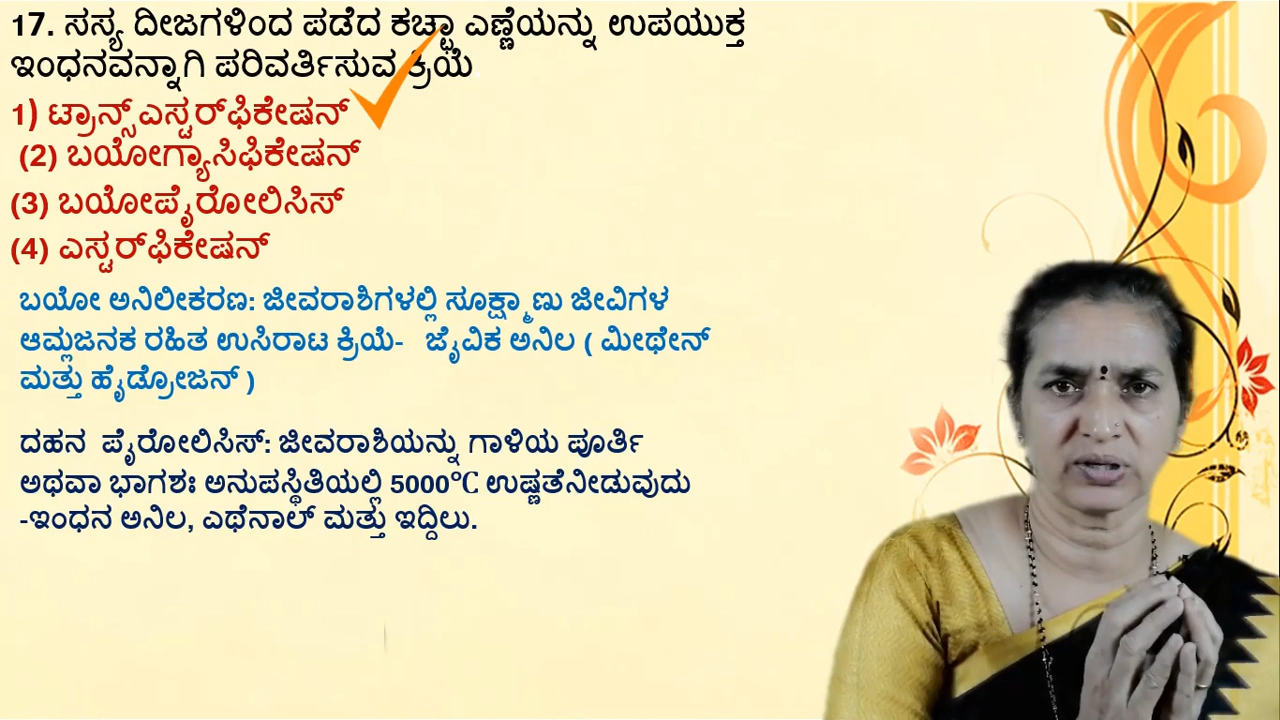 17. ಸಸ್ಯ ದೀಜಗಳಿಂದ ಪಡೆದ ಕಚ್ಛಾ ಎಣ್ಣೆಯನ್ನು ಉಪಯುಕ್ತ
ಇಂಧನವನ್ನಾಗಿ ಪರಿವರ್ತಿಸುವ ಕ್ರಿಯೆ
1) ಟ್ರಾನ್ಸ್‌ಎಸ್ಟರ್‌ಫಿಕೇಷನ್
(2) ಬಯೋಗ್ಯಾಸಿಫಿಕೇಷನ್
(3) ಬಯೋಪೈರೋಲಿಸಿಸ್
(4) ಎಸ್ಟರ್‌ಫಿಕೇಷನ್
ಬಯೋ ಅನಿಲೀಕರಣ: ಜೀವರಾಶಿಗಳಲ್ಲಿ ಸೂಕ್ಷ್ಮಾಣು ಜೀವಿಗಳ
ಆಮ್ಲಜನಕ ರಹಿತ ಉಸಿರಾಟ ಕ್ರಿಯೆ- ಜೈವಿಕ ಅನಿಲ ( ಮೀಥೇನ್
ಮತ್ತು ಹೈಡ್ರೋಜನ್ )
ದಹನ ಪೈರೋಲಿಸಿಸ್: ಜೀವರಾಶಿಯನ್ನು ಗಾಳಿಯ ಪೂರ್ತಿ
ಅಥವಾ ಭಾಗಶಃ ಅನುಪಸ್ಥಿತಿಯಲ್ಲಿ 5000℃ ಉಷ್ಣತೆನೀಡುವುದು
-ಇಂಧನ ಅನಿಲ, ಎಥೆನಾಲ್ ಮತ್ತು ಇದ್ದಿಲು.